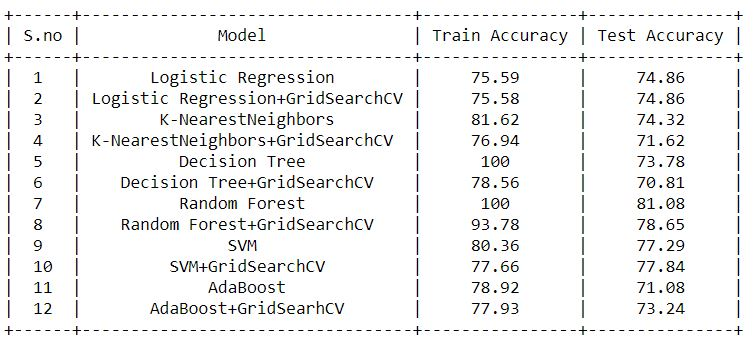 +------+---------------------------------+----------------+---------------+
| S.no |              Model              | Train Accuracy | Test Accuracy |
+------+---------------------------------+----------------+---------------+
|  1   |       Logistic Regression       |     75.59      |     74.86     |
|  2   | Logistic Regression+GridSearchCV |     75.58      |     74.86     |
|  3   |        K-NearestNeighbors       |     81.62      |     74.32     |
|  4   | K-NearestNeighbors+GridSearchCV |     76.94      |     71.62     |
|  5   |          Decision Tree          |      100       |     73.78     |
|  6   |    Decision Tree+GridSearchCV   |     78.56      |     70.81     |
|  7   |          Random Forest          |      100       |     81.08     |
|  8   |    Random Forest+GridSearchCV   |     93.78      |     78.65     |
|  9   |               SVM               |     80.36      |     77.29     |
|  10  |         SVM+GridSearchCV        |     77.66      |     77.84     |
|  11  |             AdaBoost            |     78.92      |     71.08     |
|  12  |       AdaBoost+GridSearhCV      |     77.93      |     73.24     |
+------+---------------------------------+----------------+---------------+